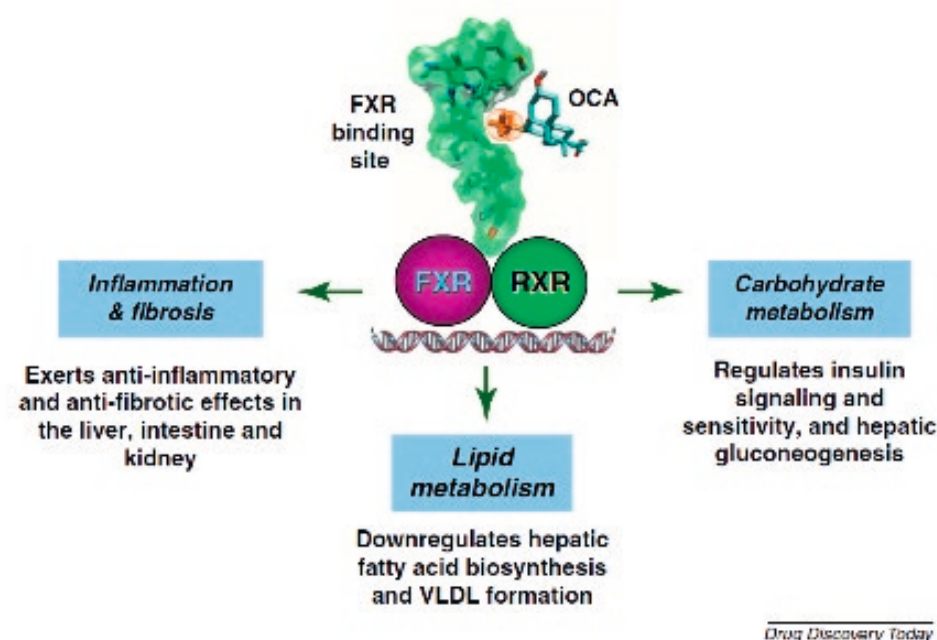 FXR
binding
site
OCA
FXR
RXR
Inflammation
& fibrosis
Exerts anti-inflammatory
and anti-fibrotic effects in
the liver, intestine and
kidney
Lipid
metabolism
Downregulates hepatic
fatty acid biosynthesis
and VLDL formation
Carbohydrate
metabolism
Regulates insulin
signaling and
sensitivity, and hepatic
gluconeogenesis
Drug Discovery Today